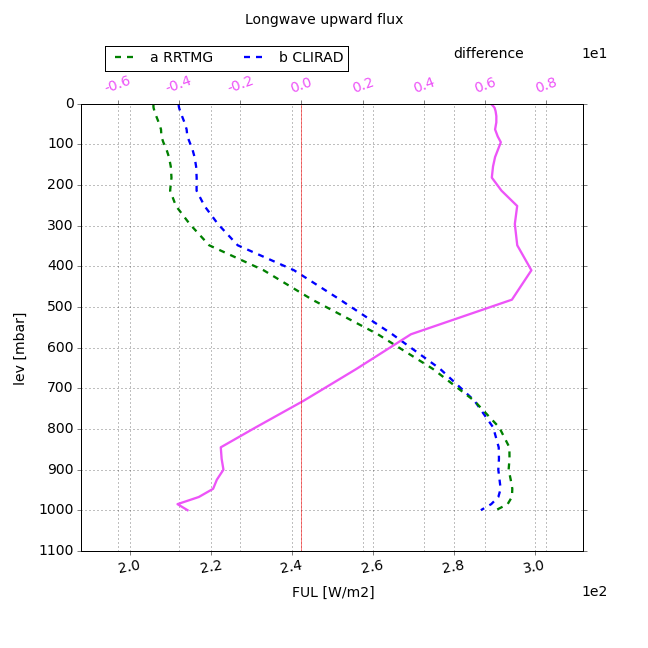 Longwave upward flux
a RRTMG b CLIRAD difference 1e1
-0.6 -0.4 -0.2 0.0 0.2 0.4 0.6 0.8
0
100
200
300
400
500
600
700
800
900
1000
1100
lev [mbar]
2.0 2.2 2.4 2.6 2.8 3.0
FUL [W/m2] 1e2